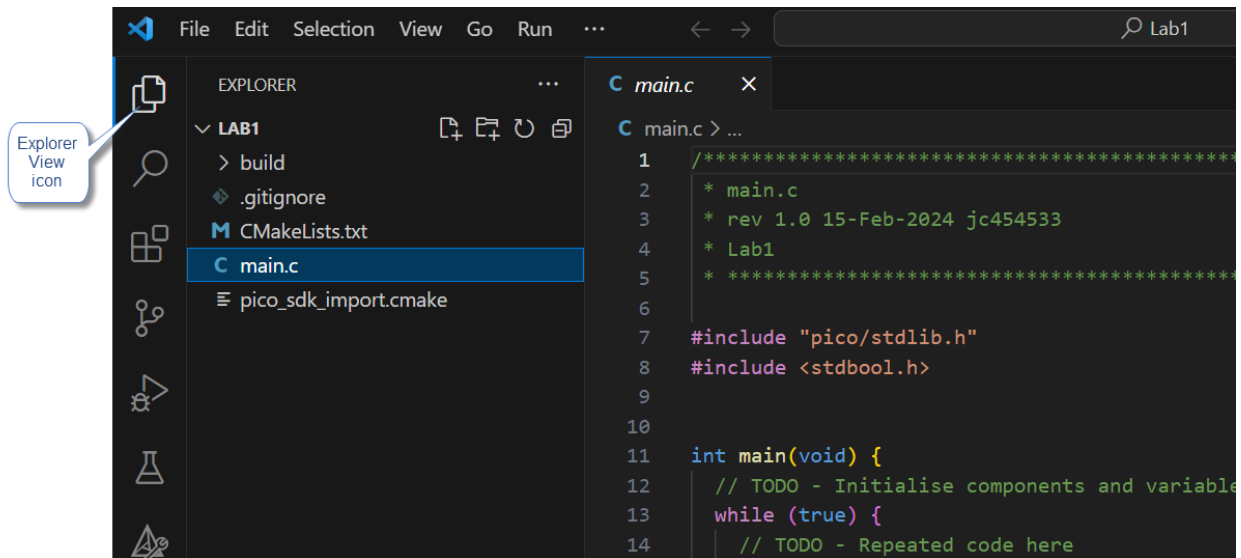 File Edit Selection View Go Run ··· Lab1
Explorer
View
icon
EXPLORER ···
LAB1
build
.gitignore
CMakeLists.txt
main.c
pico_sdk_import.cmake
C main.c
C main.c > ...
1 /*********************************************
2  * main.c
3  * rev 1.0 15-Feb-2024 jc454533
4  * Lab1
5  * *******************************************
6
7 #include "pico/stdlib.h"
8 #include <stdbool.h>
9
10
11 int main(void) {
12   // TODO - Initialise components and variable
13   while (true) {
14     // TODO - Repeated code here